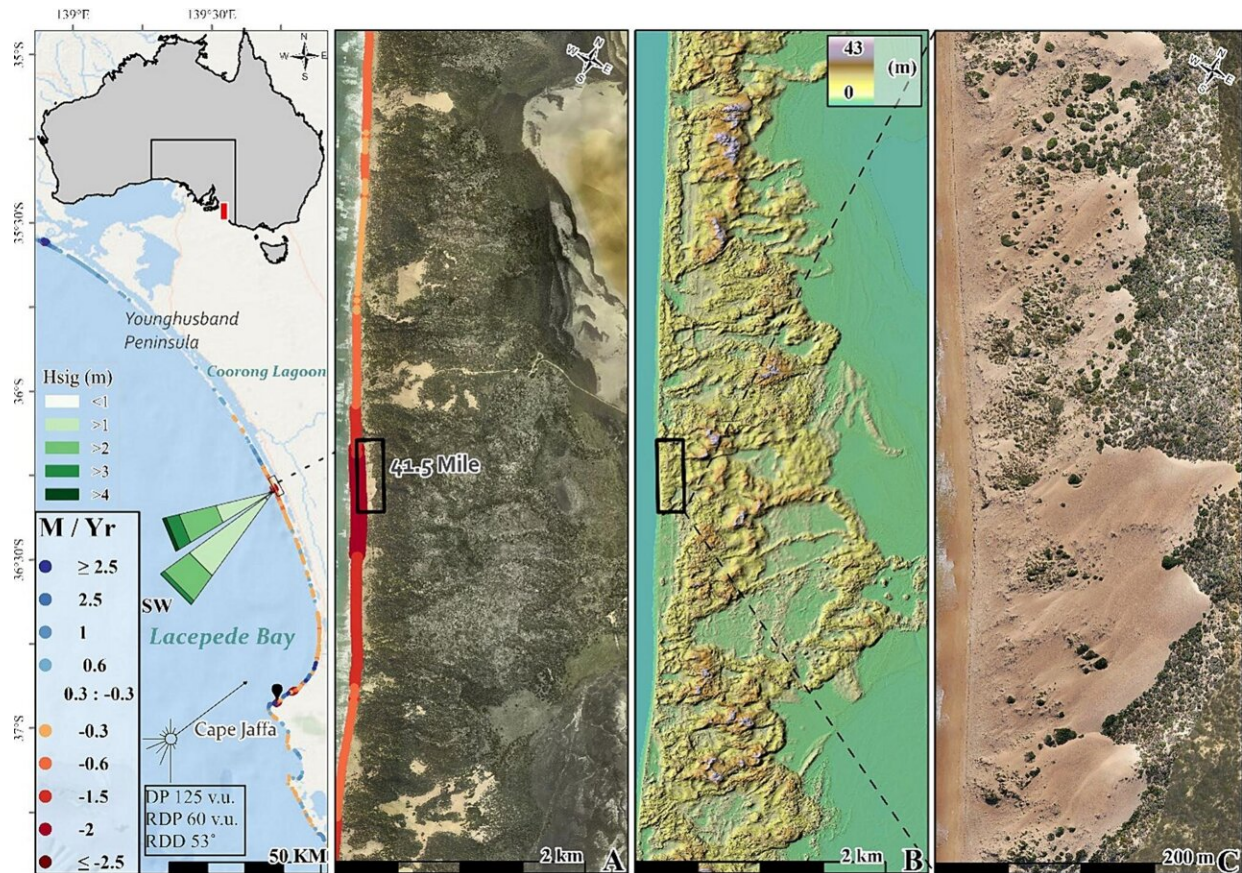 139°E
139°30'E
35°S
35°30'S
36°S
36°30'S
37°S
N
W
E
S
Younghusband
Peninsula
Coorong Lagoon
Hsig (m)
<1
>1
>2
>3
>4
M / Yr
≥ 2.5
2.5
1
0.6
0.3 : -0.3
-0.3
-0.6
-1.5
-2
≤ -2.5
SW
Lacepede Bay
Cape Jaffa
DP 125 v.u.
RDP 60 v.u.
RDD 53°
50 KM
N
W
E
S
41.5 Mile
2 km
A
43
(m)
0
N
W
E
S
2 km
B
N
W
E
200 m
C